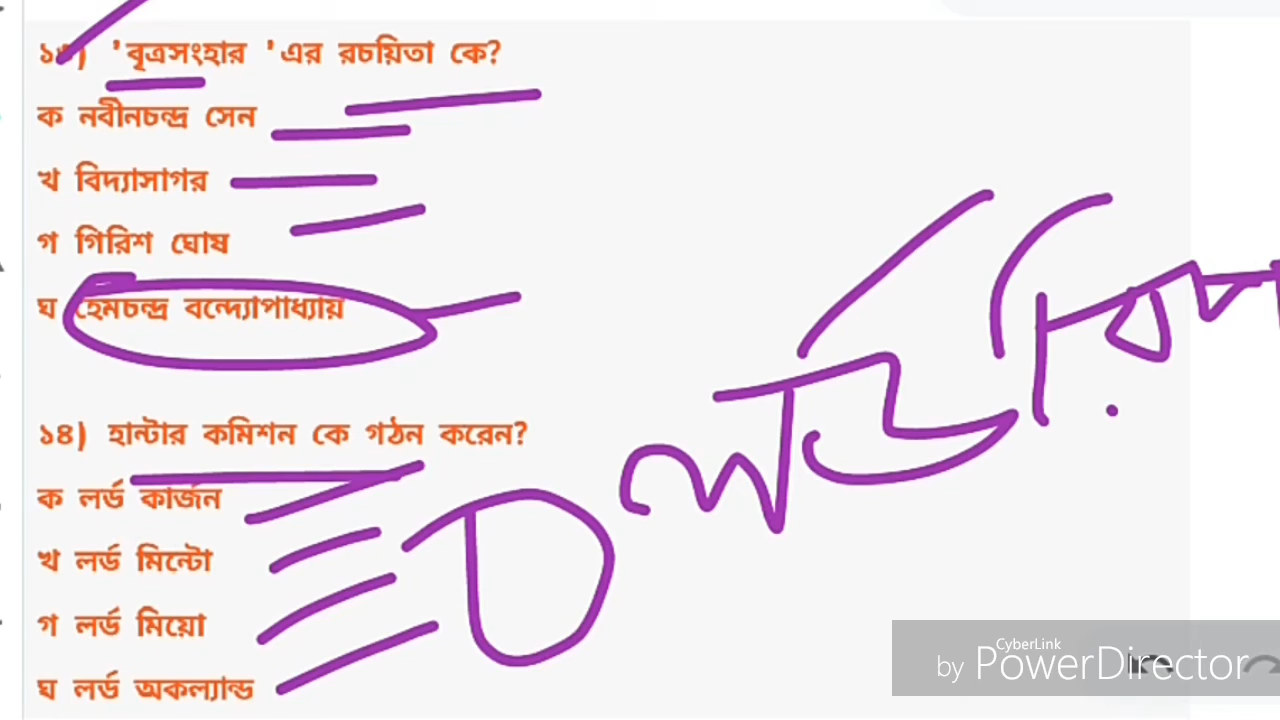 ১৩) 'বৃত্রসংহার 'এর রচয়িতা কে?
ক নবীনচন্দ্র সেন
খ বিদ্যাসাগর
গ গিরিশ ঘোষ
ঘ হেমচন্দ্র বন্দ্যোপাধ্যায়
১৪) হান্টার কমিশন কে গঠন করেন?
ক লর্ড কার্জন
খ লর্ড মিন্টো
গ লর্ড মিয়ো
ঘ লর্ড অকল্যান্ড
D লর্ড
CyberLink
by PowerDirector